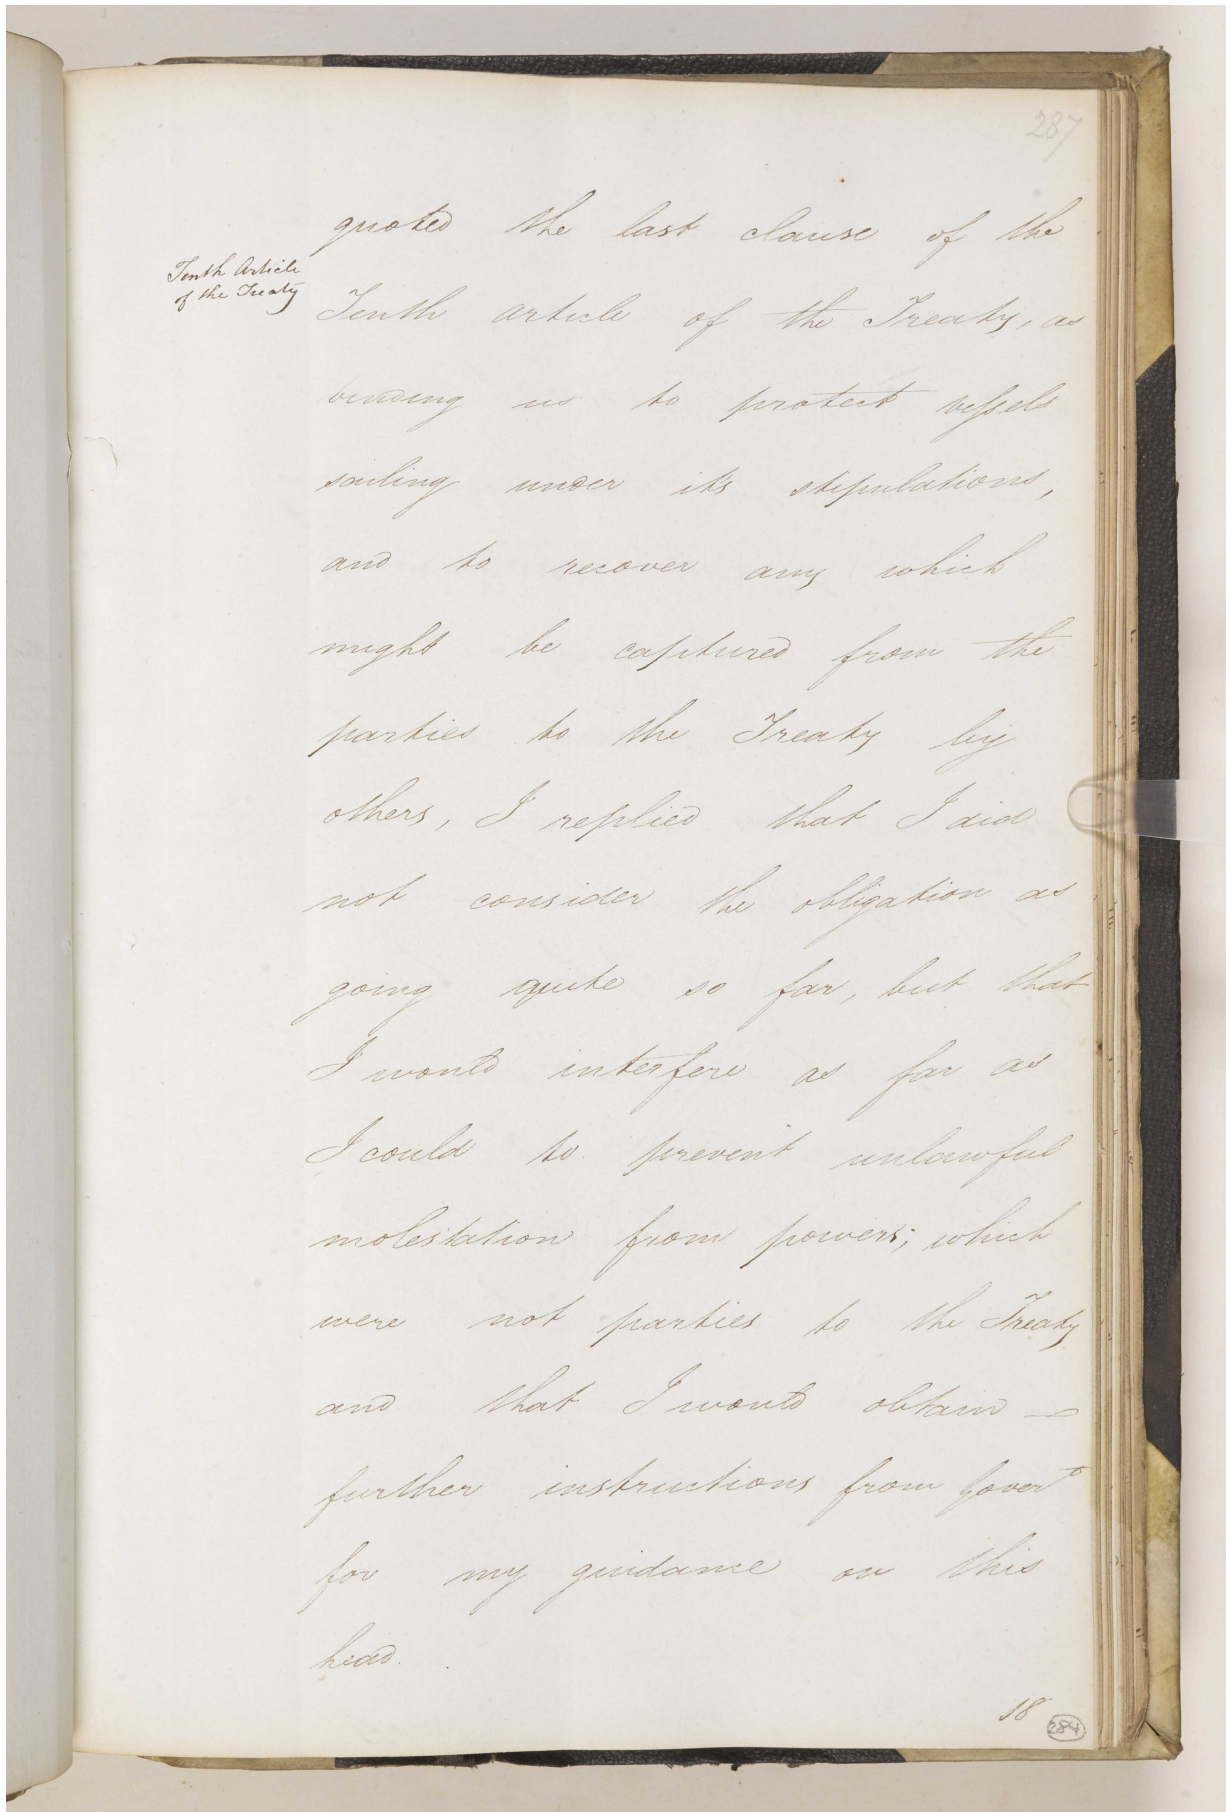 287
quoted the last clause of the
Tenth Article
of the Treaty
Tenth article of the Treaty, as
binding us to protect vessels
sailing under its stipulations,
and to recover any which
might be captured from the
parties to the Treaty by
others, I replied that I did
not consider the obligation as
going quite so far, but that
I would interfere as far as
I could to prevent unlawful
molestation from powers; which
were not parties to the Treaty
and that I would obtain —
further instructions from Govert
for my guidance on this
head.
18
284